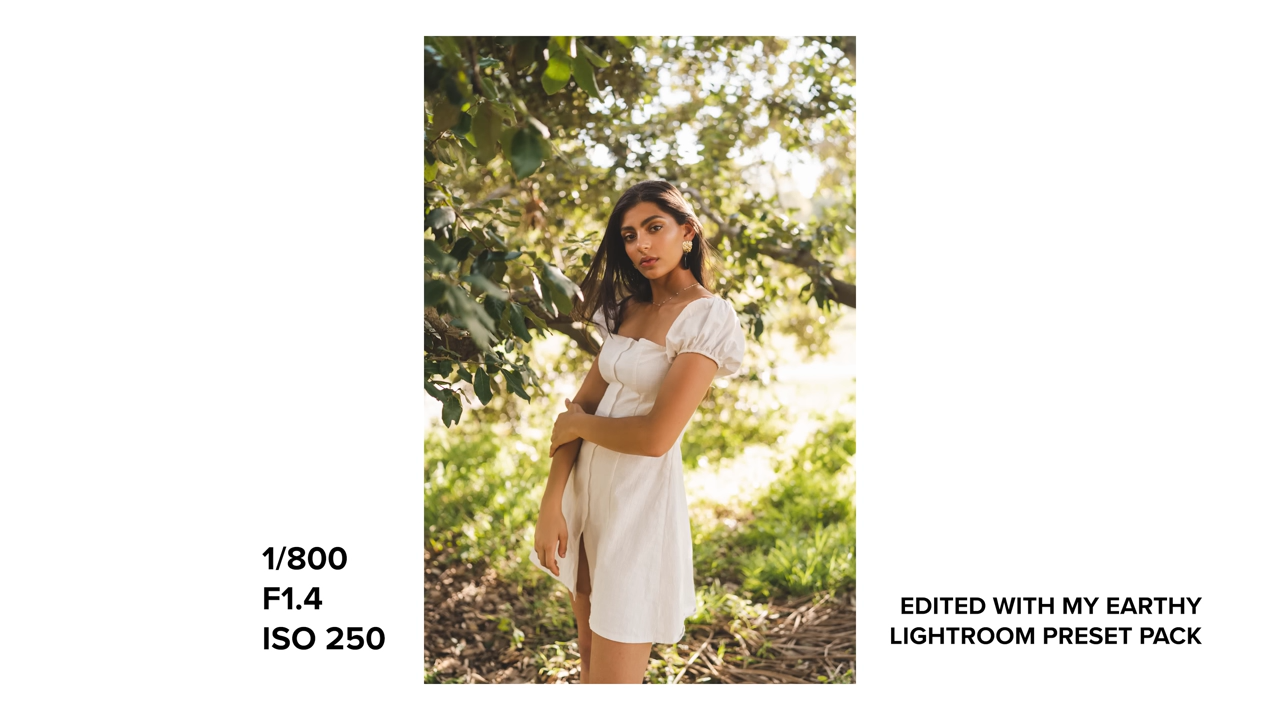 1/800
F1.4
ISO 250
EDITED WITH MY EARTHY
LIGHTROOM PRESET PACK